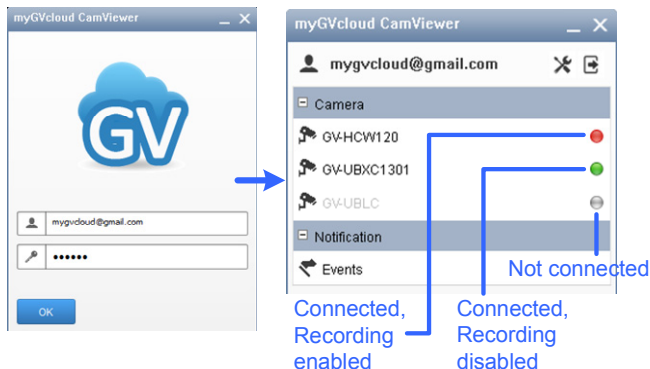 myGVcloud CamViewer
GV
mygvcloud@gmail.com
••••••
OK
myGVcloud CamViewer
mygvcloud@gmail.com
Camera
GV-HCW120
GV-UBXC1301
GV-UBLC
Notification
Events
Not connected
Connected,
Recording
enabled
Connected,
Recording
disabled